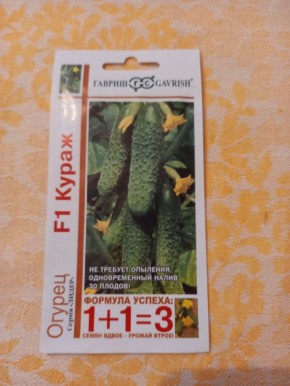 ГАВРИШ ГС GAVRISH
Огурец F1 Кураж
Серия «ЛИДЕР»
НЕ ТРЕБУЕТ ОПЫЛЕНИЯ,
ОДНОВРЕМЕННЫЙ НАЛИВ
30 ПЛОДОВ!
ФОРМУЛА УСПЕХА:
1+1=3
СЕМЯН ВДВОЕ - УРОЖАЙ ВТРОЕ!